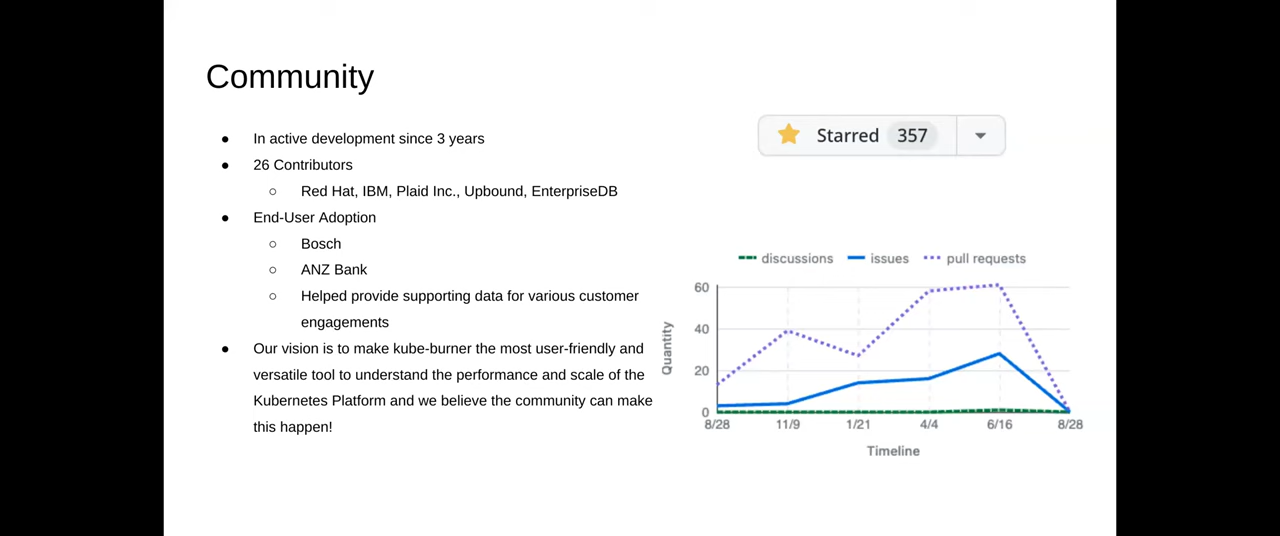 Community
● In active development since 3 years
● 26 Contributors
○ Red Hat, IBM, Plaid Inc., Upbound, EnterpriseDB
● End-User Adoption
○ Bosch
○ ANZ Bank
○ Helped provide supporting data for various customer
engagements
● Our vision is to make kube-burner the most user-friendly and
versatile tool to understand the performance and scale of the
Kubernetes Platform and we believe the community can make
this happen!
Starred 357
discussions issues pull requests
60
40
20
0
Quantity
8/28 11/9 1/21 4/4 6/16 8/28
Timeline